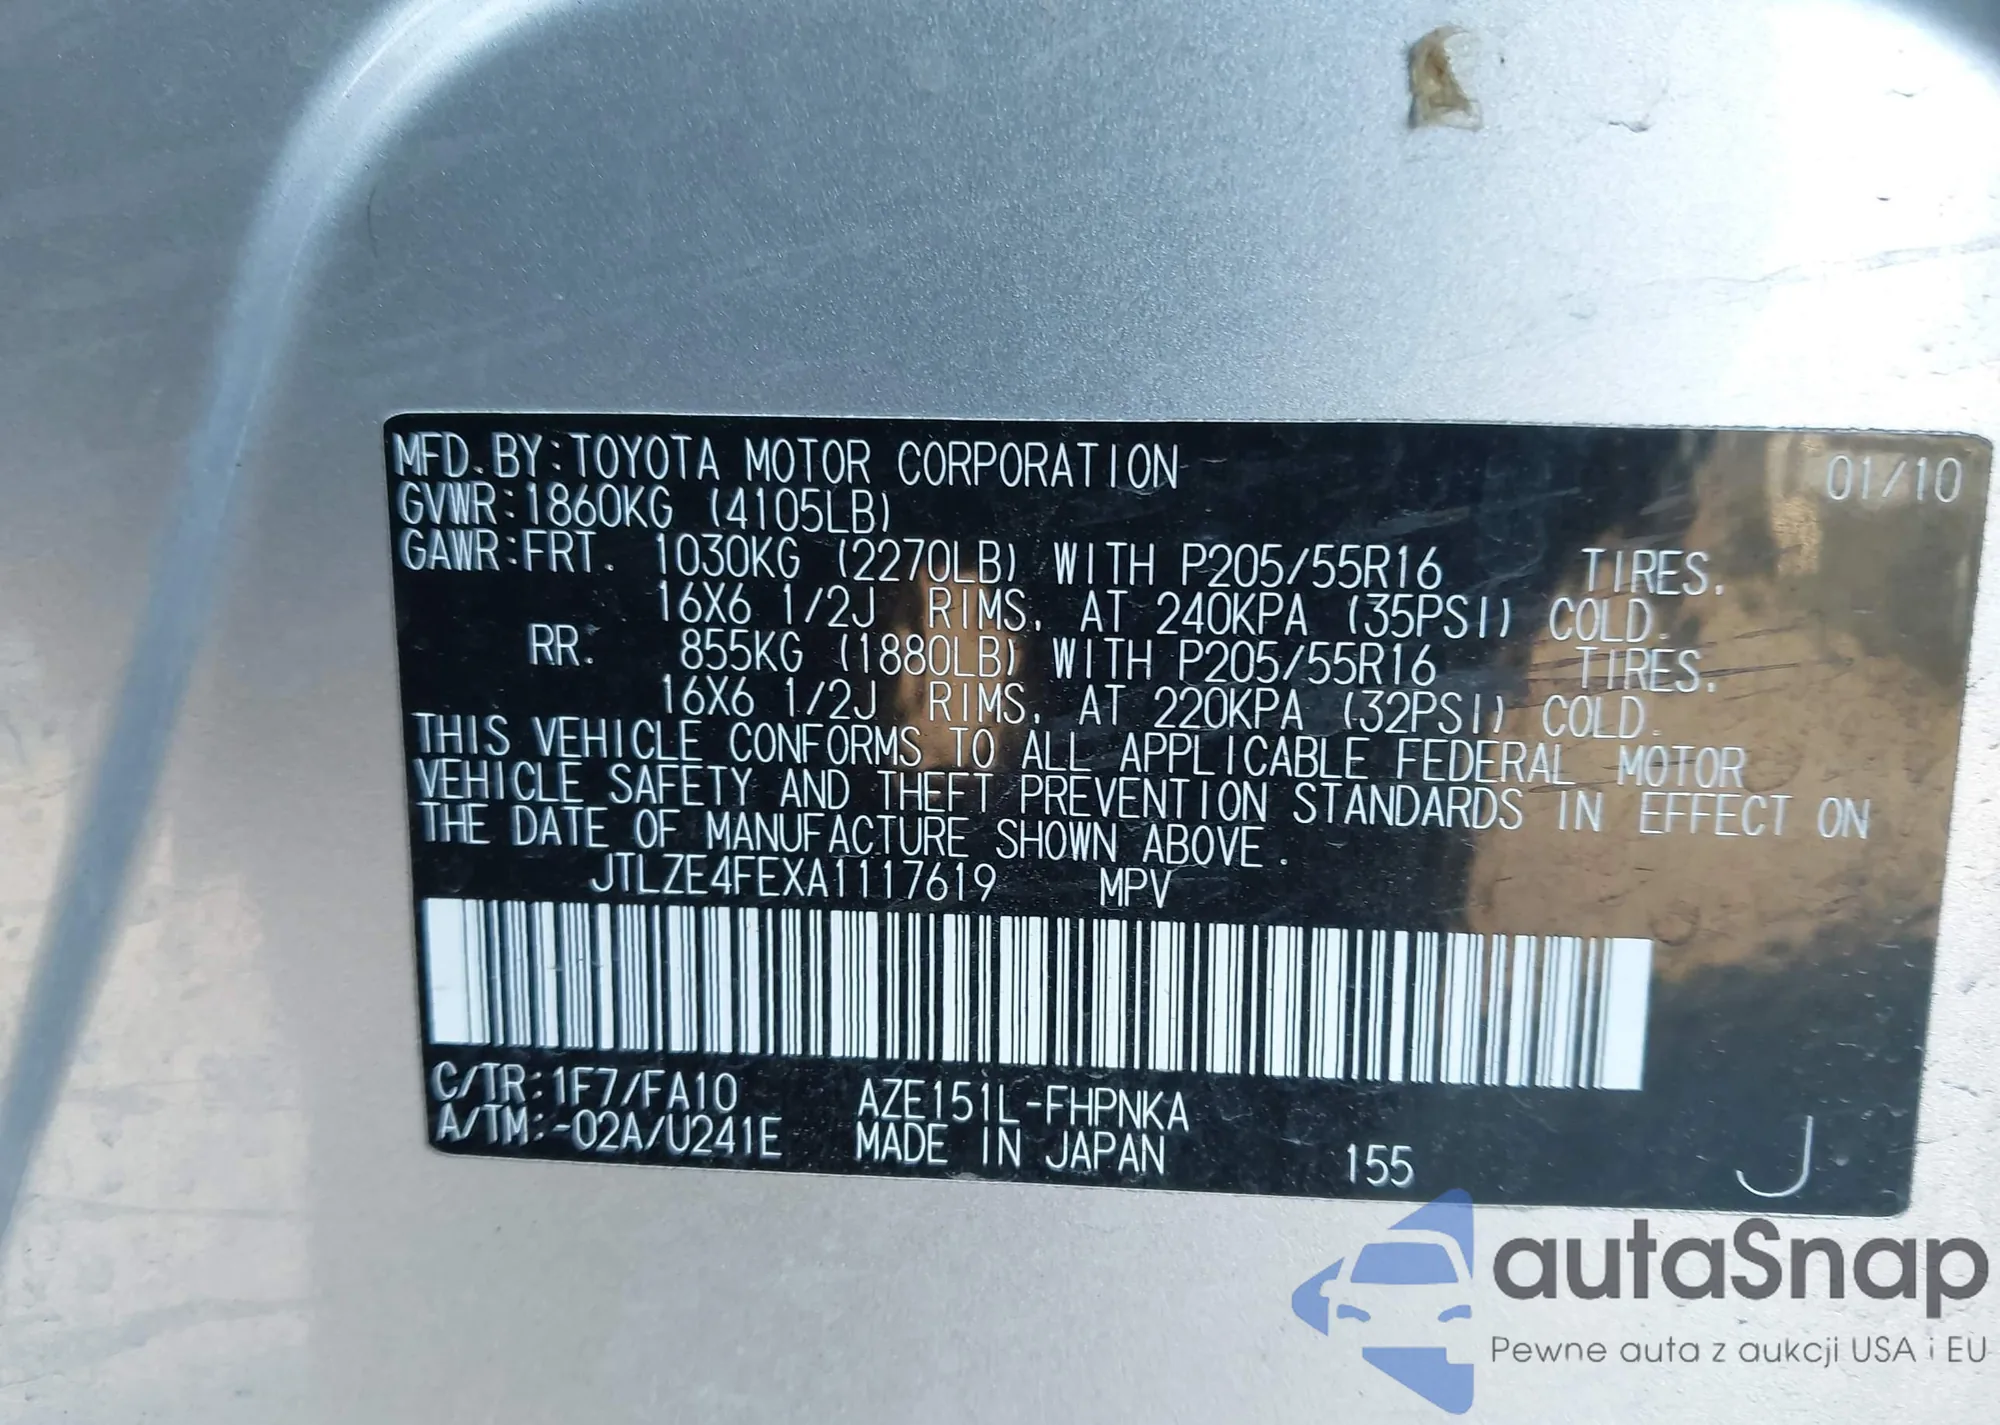 MFD. BY: TOYOTA MOTOR CORPORATION 01/10
GVWR: 1860KG (4105LB)
GAWR: FRT. 1030KG (2270LB) WITH P205/55R16 TIRES.
16X6 1/2J RIMS. AT 240KPA (35PSI) COLD.
RR. 855KG (1880LB) WITH P205/55R16 TIRES.
16X6 1/2J RIMS. AT 220KPA (32PSI) COLD.
THIS VEHICLE CONFORMS TO ALL APPLICABLE FEDERAL MOTOR
VEHICLE SAFETY AND THEFT PREVENTION STANDARDS IN EFFECT ON
THE DATE OF MANUFACTURE SHOWN ABOVE.
JTLZE4FEXA1117619 MPV
C/TR: 1F7/FA10 AZE151L-FHPNKA
A/TM: -02A/U241E MADE IN JAPAN 155 J
autaSnap
Pewne auta z aukcji USA i EU